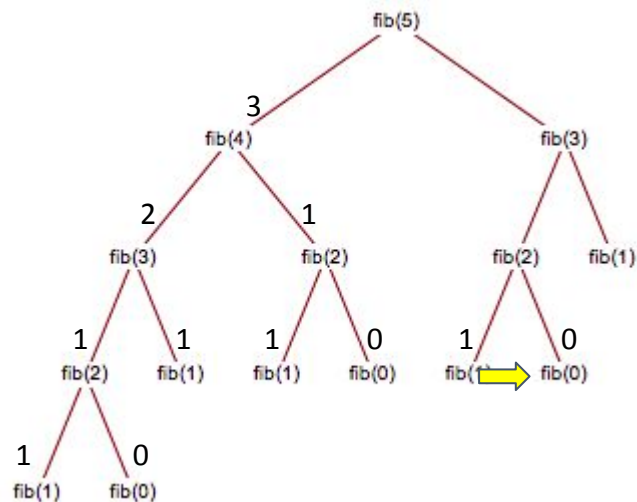 fib(5)
3
fib(4) fib(3)
2 1
fib(3) fib(2) fib(2) fib(1)
1 1 1 0 1 0
fib(2) fib(1) fib(1) fib(0) fib(1) fib(0)
1 0
fib(1) fib(0)